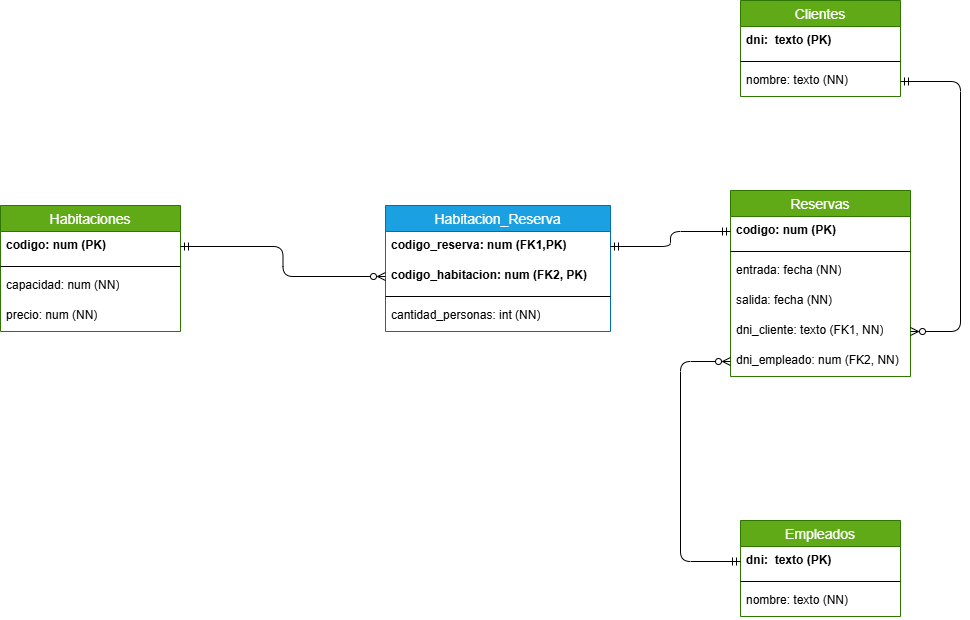 Clientes
dni: texto (PK)
nombre: texto (NN)
Habitaciones
codigo: num (PK)
capacidad: num (NN)
precio: num (NN)
Habitacion_Reserva
codigo_reserva: num (FK1,PK)
codigo_habitacion: num (FK2, PK)
cantidad_personas: int (NN)
Reservas
codigo: num (PK)
entrada: fecha (NN)
salida: fecha (NN)
dni_cliente: texto (FK1, NN)
dni_empleado: num (FK2, NN)
Empleados
dni: texto (PK)
nombre: texto (NN)